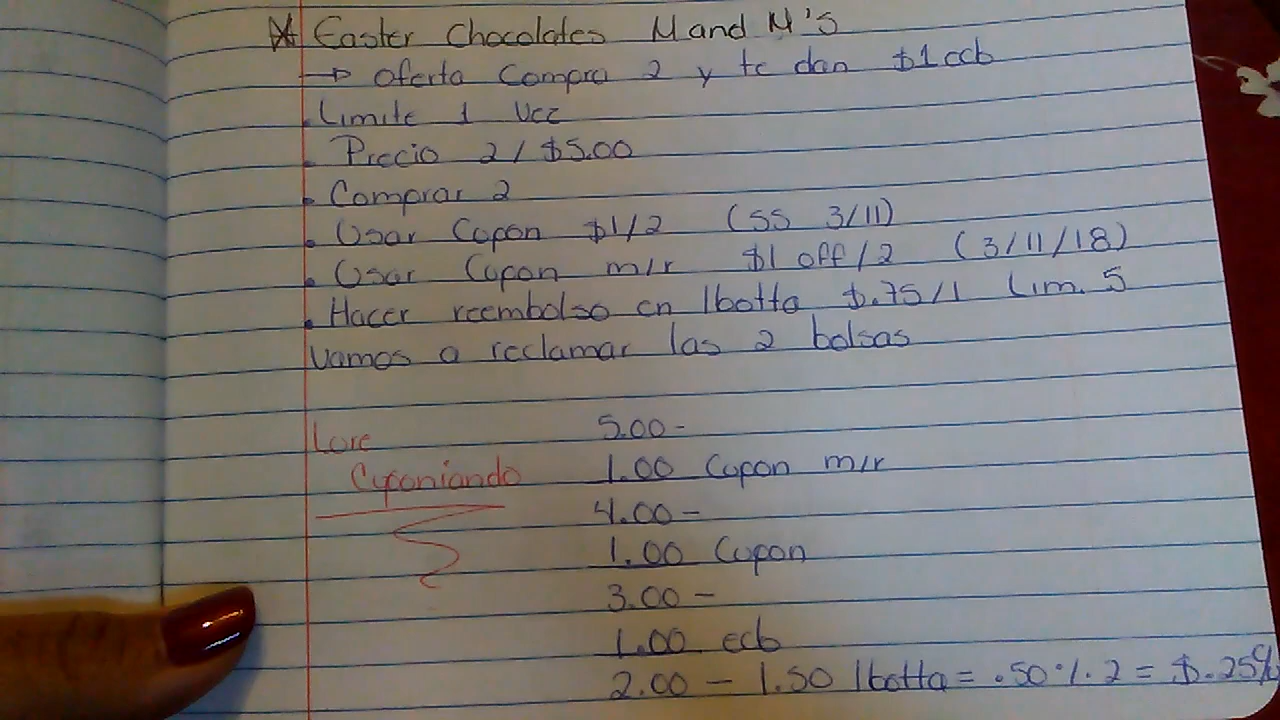 Easter Chocolates M and M's
→ oferta Compra 2 y te dan $1 ecb
. Limite 1 Vez
. Precio 2/$5.00
. Comprar 2
. Usar Cupon $1/2 (SS 3/11)
. Usar Cupon m/r $1 off/2 (3/11/18)
. Hacer reembolso en Ibotta $.75/1 Lim. 5
Vamos a reclamar las 2 bolsas
5.00-
Lore
1.00 Cupon m/r
Cuponiando
4.00-
1.00 Cupon
3.00-
1.00 ecb
2.00 - 1.50 Ibotta = .50 ·/. 2 = $.25